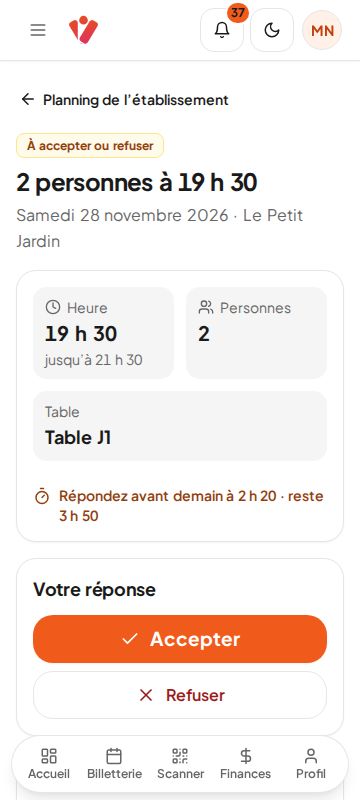 37
MN
Planning de l'établissement
À accepter ou refuser
2 personnes à 19 h 30
Samedi 28 novembre 2026 · Le Petit
Jardin
Heure
19 h 30
jusqu'à 21 h 30
Personnes
2
Table
Table J1
Répondez avant demain à 2 h 20 · reste
3 h 50
Votre réponse
Accepter
Refuser
Accueil
Billetterie
Scanner
Finances
Profil